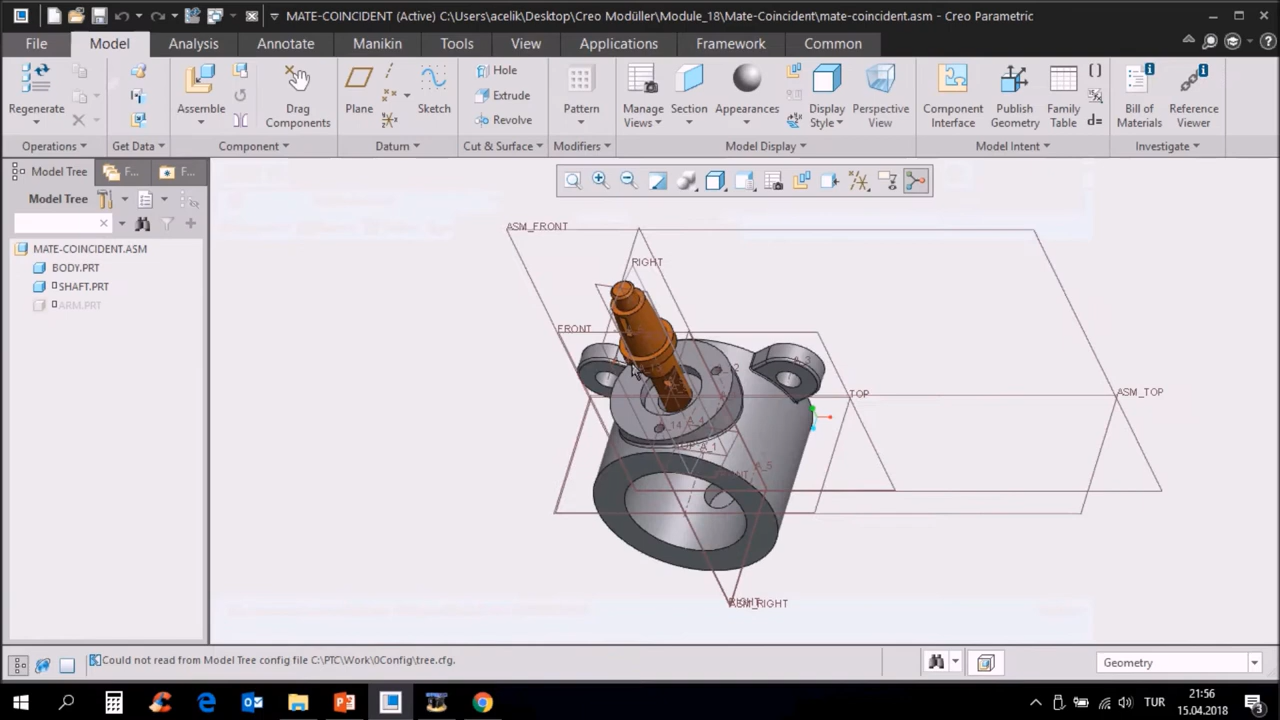 MATE-COINCIDENT (Active) C:\Users\acelik\Desktop\Creo Modüller\Module_18\Mate-Coincident\mate-coincident.asm - Creo Parametric
File Model Analysis Annotate Manikin Tools View Applications Framework Common
Regenerate
Assemble
Drag Components
Plane
Sketch
Hole
Extrude
Revolve
Pattern
Manage Views
Section
Appearances
Display Style
Perspective View
Component Interface
Publish Geometry
Family Table
Bill of Materials
Reference Viewer
Operations Get Data Component Datum Cut & Surface Modifiers Model Display Model Intent Investigate
Model Tree F... F...
Model Tree
MATE-COINCIDENT.ASM
BODY.PRT
SHAFT.PRT
ARM.PRT
ASM_FRONT
RIGHT
FRONT
A_3
TOP
ASM_TOP
A_1
A_5
ASM_RIGHT
Could not read from Model Tree config file C:\PTC\Work\0Config\tree.cfg.
Geometry
TUR
21:56
15.04.2018
3